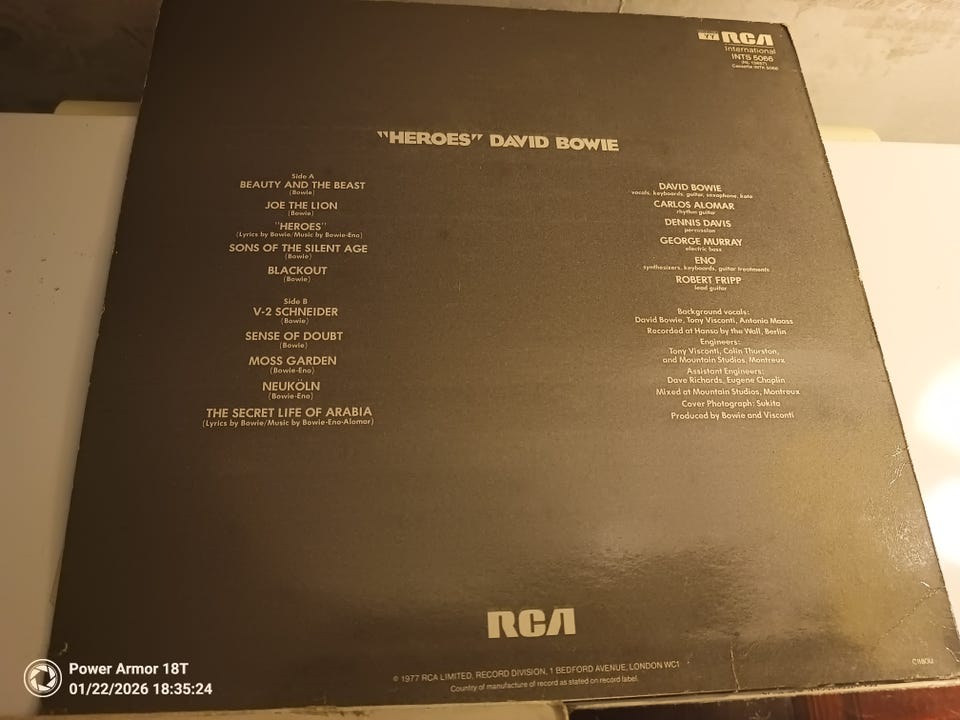 RCA
International
INTS 5066
Cassette INTK 5066
"HEROES" DAVID BOWIE
Side A
BEAUTY AND THE BEAST
(Bowie)
JOE THE LION
(Bowie)
"HEROES"
(Lyrics by Bowie/Music by Bowie-Eno)
SONS OF THE SILENT AGE
(Bowie)
BLACKOUT
(Bowie)
Side B
V-2 SCHNEIDER
(Bowie)
SENSE OF DOUBT
(Bowie)
MOSS GARDEN
(Bowie-Eno)
NEUKÖLN
(Bowie-Eno)
THE SECRET LIFE OF ARABIA
(Lyrics by Bowie/Music by Bowie-Eno-Alomar)
DAVID BOWIE
vocals, keyboards, guitar, saxophone, koto
CARLOS ALOMAR
rhythm guitar
DENNIS DAVIS
percussion
GEORGE MURRAY
electric bass
ENO
synthesizers, keyboards, guitar treatments
ROBERT FRIPP
lead guitar
Background vocals:
David Bowie, Tony Visconti, Antonia Maass
Recorded at Hansa by the Wall, Berlin
Engineers:
Tony Visconti, Colin Thurston,
and Mountain Studios, Montreux
Assistant Engineers:
Dave Richards, Eugene Chaplin
Mixed at Mountain Studios, Montreux
Cover Photograph: Sukita
Produced by Bowie and Visconti
RCA
© 1977 RCA LIMITED, RECORD DIVISION, 1 BEDFORD AVENUE, LONDON WC1
Country of manufacture of record as stated on record label.
Power Armor 18T
01/22/2026 18:35:24